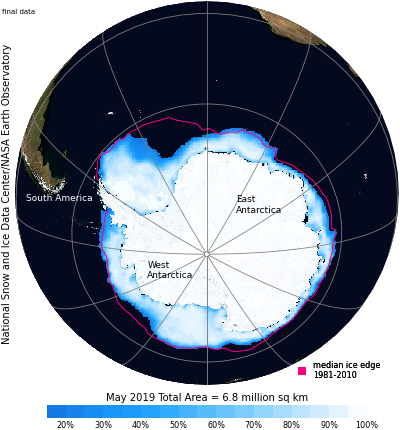 final data
National Snow and Ice Data Center/NASA Earth Observatory
South America
East
Antarctica
West
Antarctica
median ice edge
1981-2010
May 2019 Total Area = 6.8 million sq km
20% 30% 40% 50% 60% 70% 80% 90% 100%